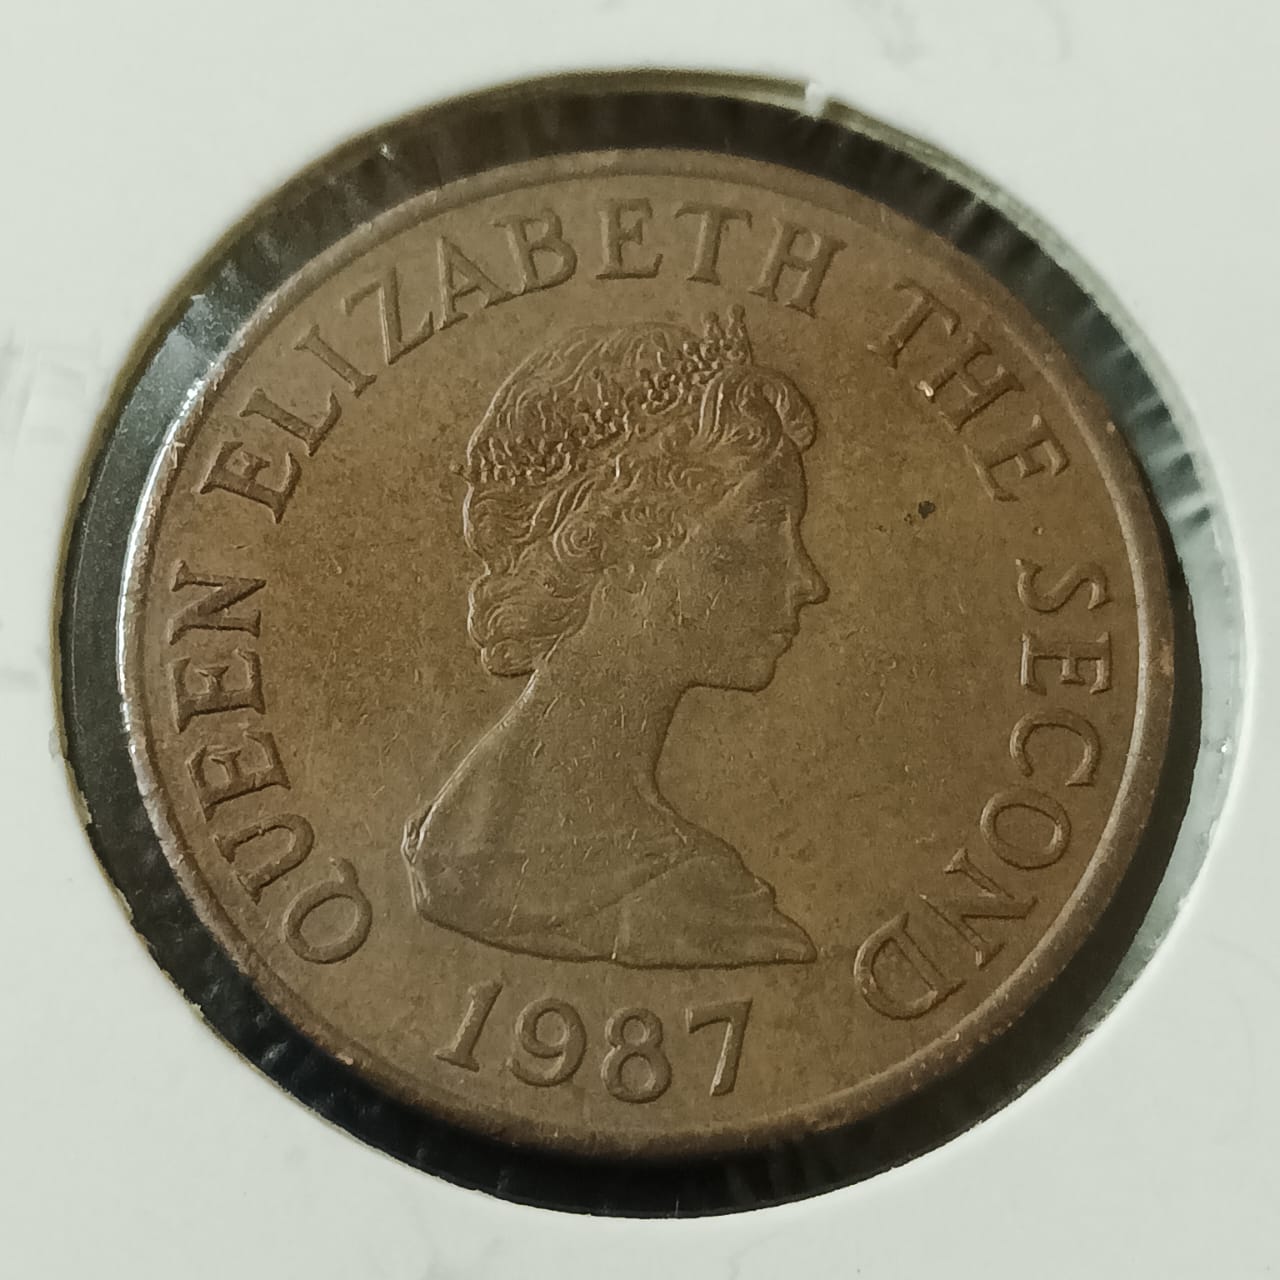 QUEEN ELIZABETH THE SECOND
1987